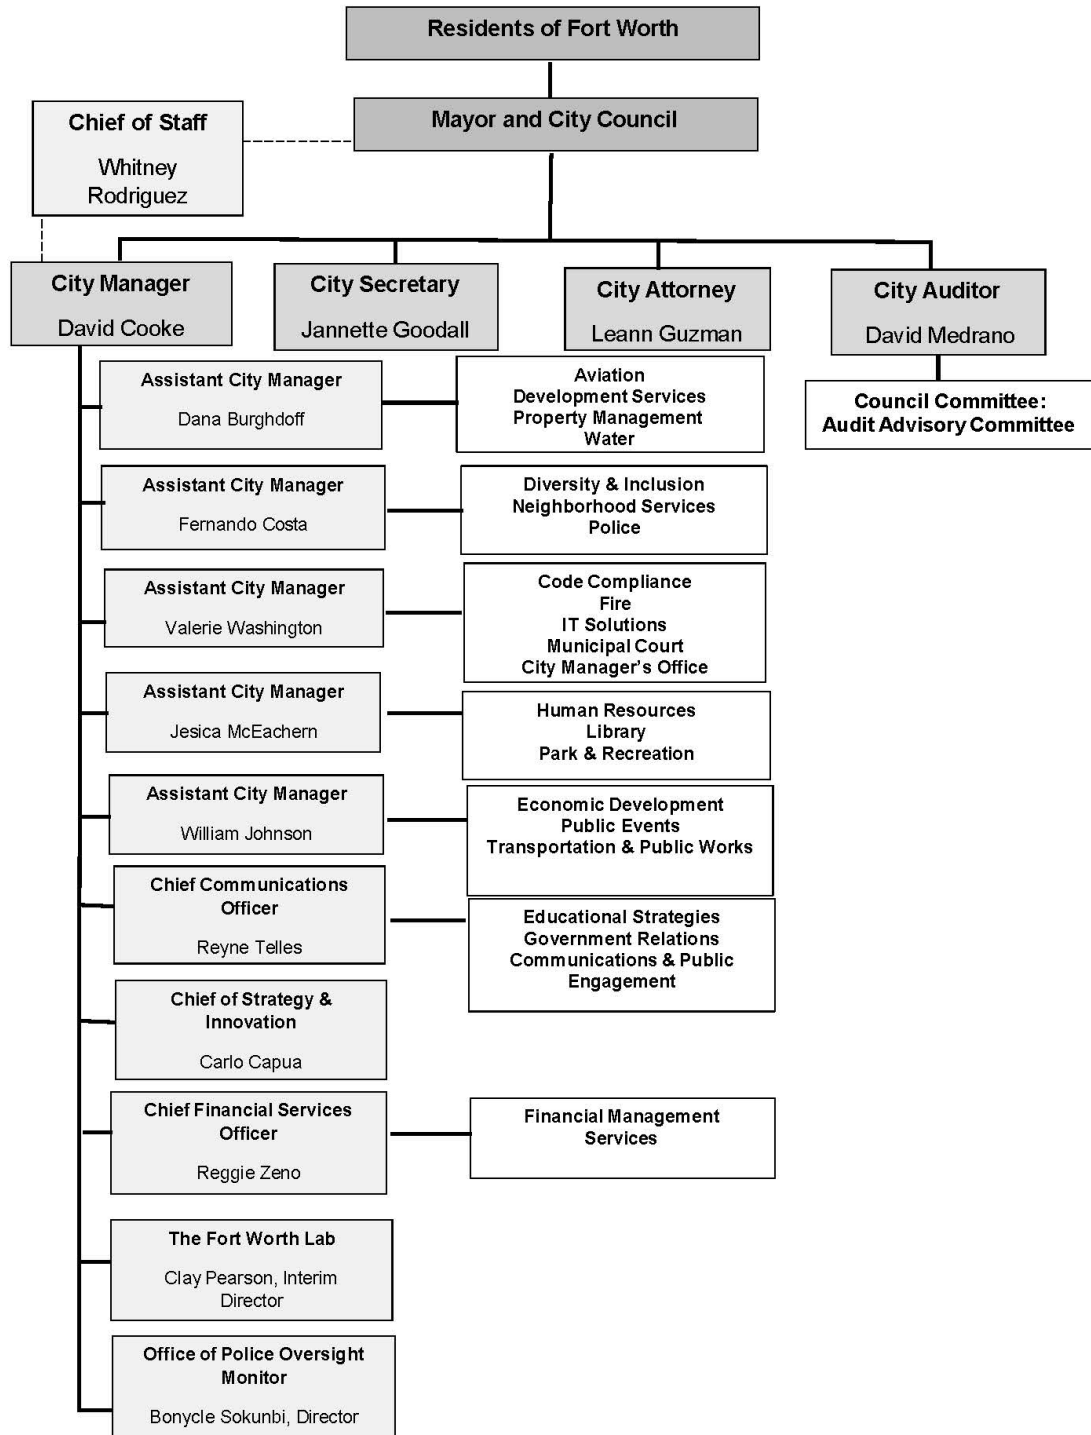 Residents of Fort Worth
Mayor and City Council
Chief of Staff
Whitney
Rodriguez
City Manager
David Cooke
City Secretary
Jannette Goodall
City Attorney
Leann Guzman
City Auditor
David Medrano
Council Committee:
Audit Advisory Committee
Assistant City Manager
Dana Burghdoff
Aviation
Development Services
Property Management
Water
Assistant City Manager
Fernando Costa
Diversity & Inclusion
Neighborhood Services
Police
Assistant City Manager
Valerie Washington
Code Compliance
Fire
IT Solutions
Municipal Court
City Manager's Office
Assistant City Manager
Jesica McEachern
Human Resources
Library
Park & Recreation
Assistant City Manager
William Johnson
Economic Development
Public Events
Transportation & Public Works
Chief Communications
Officer
Reyne Telles
Educational Strategies
Government Relations
Communications & Public
Engagement
Chief of Strategy &
Innovation
Carlo Capua
Chief Financial Services
Officer
Reggie Zeno
Financial Management
Services
The Fort Worth Lab
Clay Pearson, Interim
Director
Office of Police Oversight
Monitor
Bonycle Sokunbi, Director